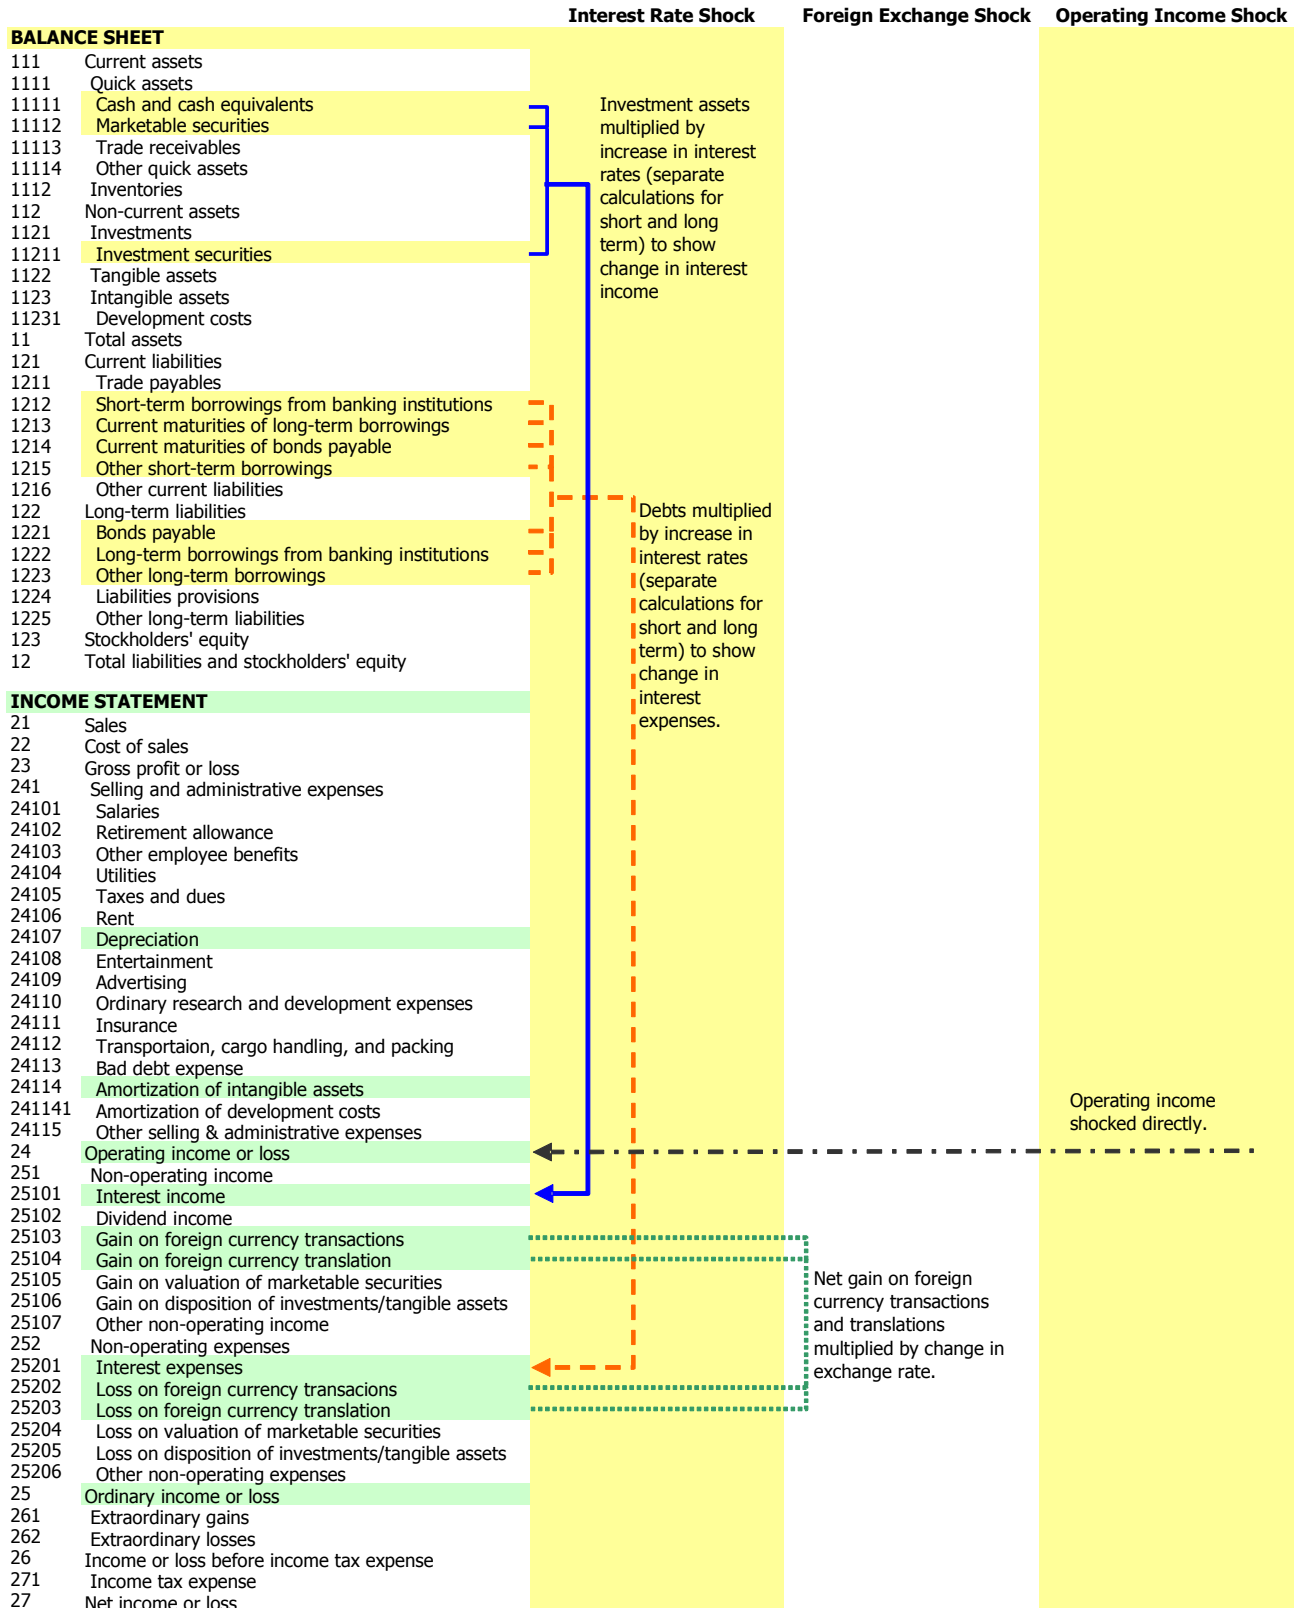 Interest Rate Shock Foreign Exchange Shock Operating Income Shock
BALANCE SHEET
111 Current assets
1111 Quick assets
11111 Cash and cash equivalents
11112 Marketable securities
11113 Trade receivables
11114 Other quick assets
1112 Inventories
112 Non-current assets
1121 Investments
11211 Investment securities
1122 Tangible assets
1123 Intangible assets
11231 Development costs
11 Total assets
121 Current liabilities
1211 Trade payables
1212 Short-term borrowings from banking institutions
1213 Current maturities of long-term borrowings
1214 Current maturities of bonds payable
1215 Other short-term borrowings
1216 Other current liabilities
122 Long-term liabilities
1221 Bonds payable
1222 Long-term borrowings from banking institutions
1223 Other long-term borrowings
1224 Liabilities provisions
1225 Other long-term liabilities
123 Stockholders' equity
12 Total liabilities and stockholders' equity
Investment assets
multiplied by
increase in interest
rates (separate
calculations for
short and long
term) to show
change in interest
income
Debts multiplied
by increase in
interest rates
(separate
calculations for
short and long
term) to show
change in
interest
expenses.
INCOME STATEMENT
21 Sales
22 Cost of sales
23 Gross profit or loss
241 Selling and administrative expenses
24101 Salaries
24102 Retirement allowance
24103 Other employee benefits
24104 Utilities
24105 Taxes and dues
24106 Rent
24107 Depreciation
24108 Entertainment
24109 Advertising
24110 Ordinary research and development expenses
24111 Insurance
24112 Transportaion, cargo handling, and packing
24113 Bad debt expense
24114 Amortization of intangible assets
241141 Amortization of development costs
24115 Other selling & administrative expenses
24 Operating income or loss
251 Non-operating income
25101 Interest income
25102 Dividend income
25103 Gain on foreign currency transactions
25104 Gain on foreign currency translation
25105 Gain on valuation of marketable securities
25106 Gain on disposition of investments/tangible assets
25107 Other non-operating income
252 Non-operating expenses
25201 Interest expenses
25202 Loss on foreign currency transacions
25203 Loss on foreign currency translation
25204 Loss on valuation of marketable securities
25205 Loss on disposition of investments/tangible assets
25206 Other non-operating expenses
25 Ordinary income or loss
261 Extraordinary gains
262 Extraordinary losses
26 Income or loss before income tax expense
271 Income tax expense
27 Net income or loss
Operating income
shocked directly.
Net gain on foreign
currency transactions
and translations
multiplied by change in
exchange rate.